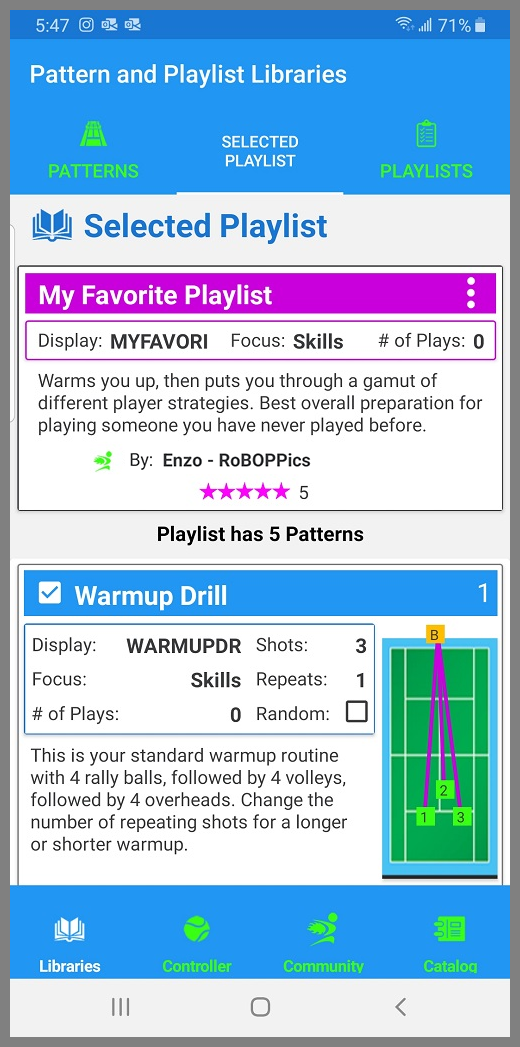 5:47 71%
Pattern and Playlist Libraries
PATTERNS
SELECTED
PLAYLIST
PLAYLISTS
Selected Playlist
My Favorite Playlist
Display: MYFAVORI Focus: Skills # of Plays: 0
Warms you up, then puts you through a gamut of
different player strategies. Best overall preparation for
playing someone you have never played before.
By: Enzo - RoBOPPics
5
Playlist has 5 Patterns
Warmup Drill 1
Display: WARMUPDR Shots: 3
Focus: Skills Repeats: 1
# of Plays: 0 Random:
This is your standard warmup routine
with 4 rally balls, followed by 4 volleys,
followed by 4 overheads. Change the
number of repeating shots for a longer
or shorter warmup.
B
2
1 3
Libraries Controller Community Catalog